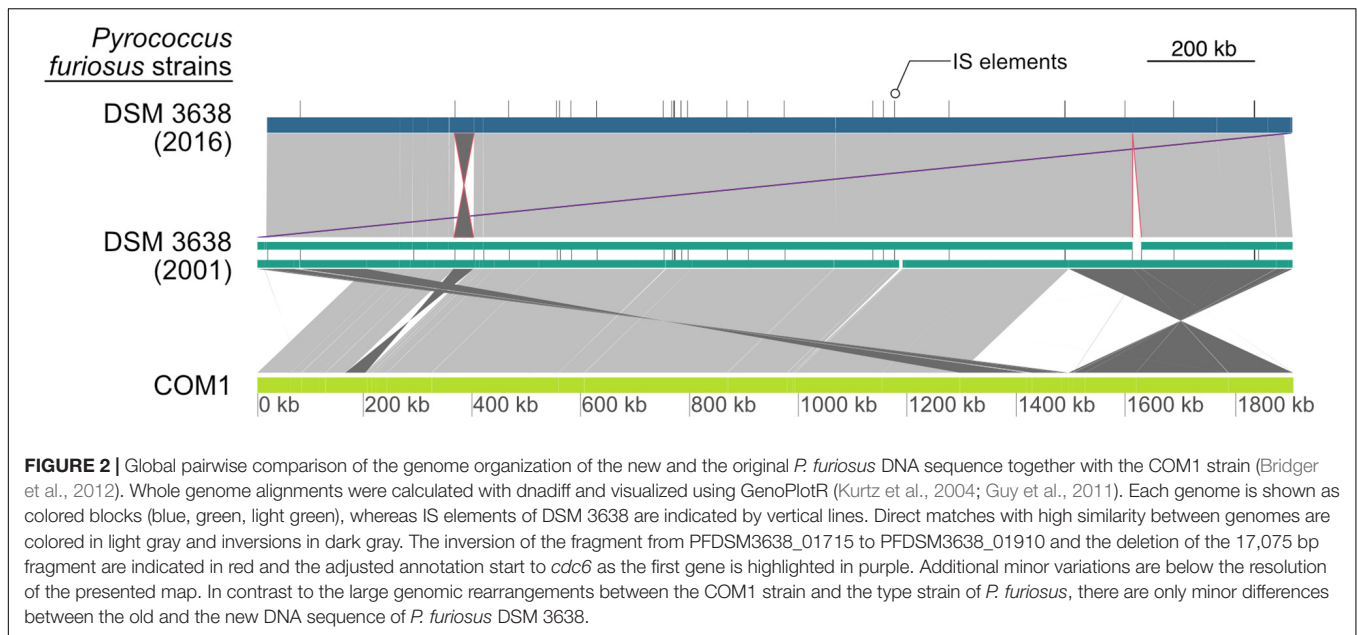 Pyrococcus
furiosus strains
200 kb
IS elements
DSM 3638
(2016)
DSM 3638
(2001)
COM1
0 kb 200 kb 400 kb 600 kb 800 kb 1000 kb 1200 kb 1400 kb 1600 kb 1800 kb
FIGURE 2 | Global pairwise comparison of the genome organization of the new and the original P. furiosus DNA sequence together with the COM1 strain (Bridger
et al., 2012). Whole genome alignments were calculated with dnadiff and visualized using GenoPlotR (Kurtz et al., 2004; Guy et al., 2011). Each genome is shown as
colored blocks (blue, green, light green), whereas IS elements of DSM 3638 are indicated by vertical lines. Direct matches with high similarity between genomes are
colored in light gray and inversions in dark gray. The inversion of the fragment from PFDSM3638_01715 to PFDSM3638_01910 and the deletion of the 17,075 bp
fragment are indicated in red and the adjusted annotation start to cdc6 as the first gene is highlighted in purple. Additional minor variations are below the resolution
of the presented map. In contrast to the large genomic rearrangements between the COM1 strain and the type strain of P. furiosus, there are only minor differences
between the old and the new DNA sequence of P. furiosus DSM 3638.